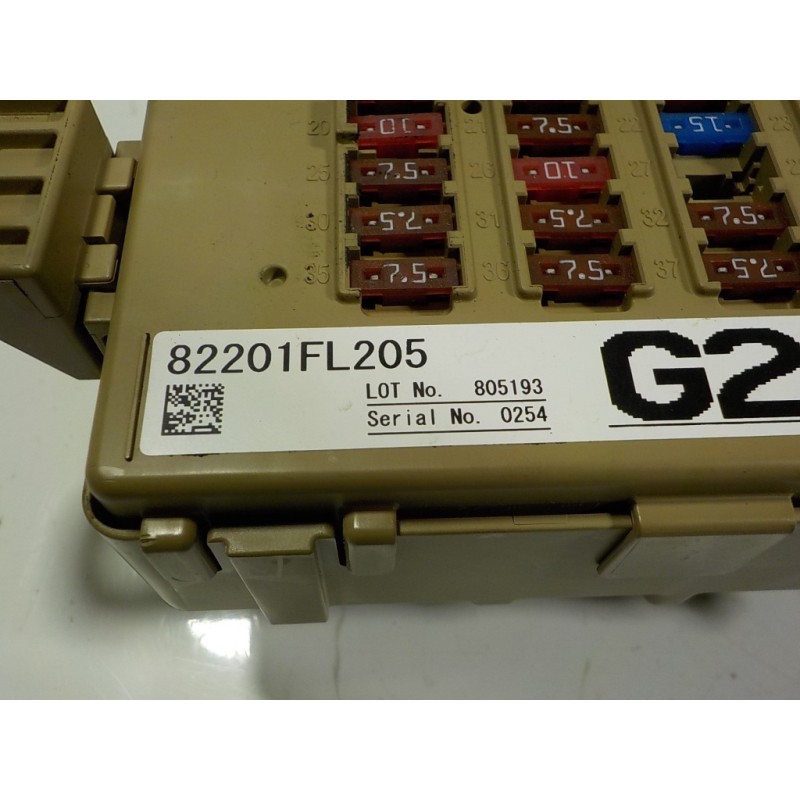 20 10 21 7.5 22 15 23
25 7.5 26 10 27
30 7.5 31 7.5 32 7.5
35 7.5 36 7.5 37 7.5
82201FL205
LOT No. 805193
Serial No. 0254
G2